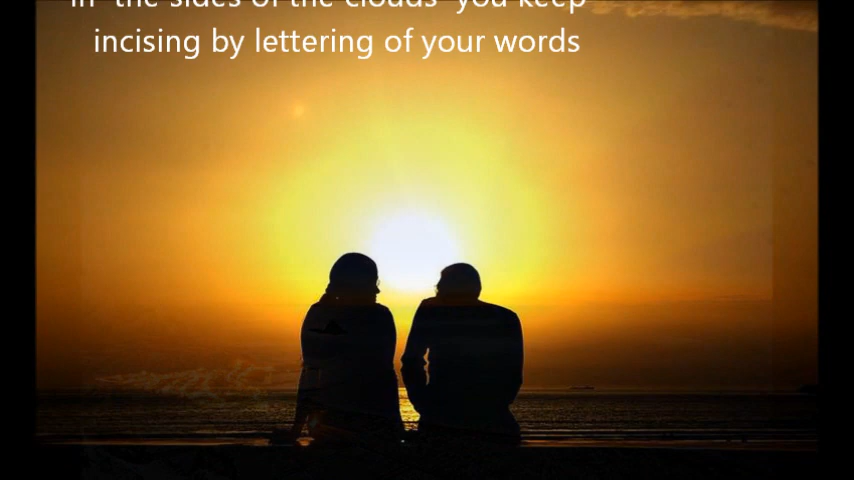 in the sides of the clouds you keep
incising by lettering of your words